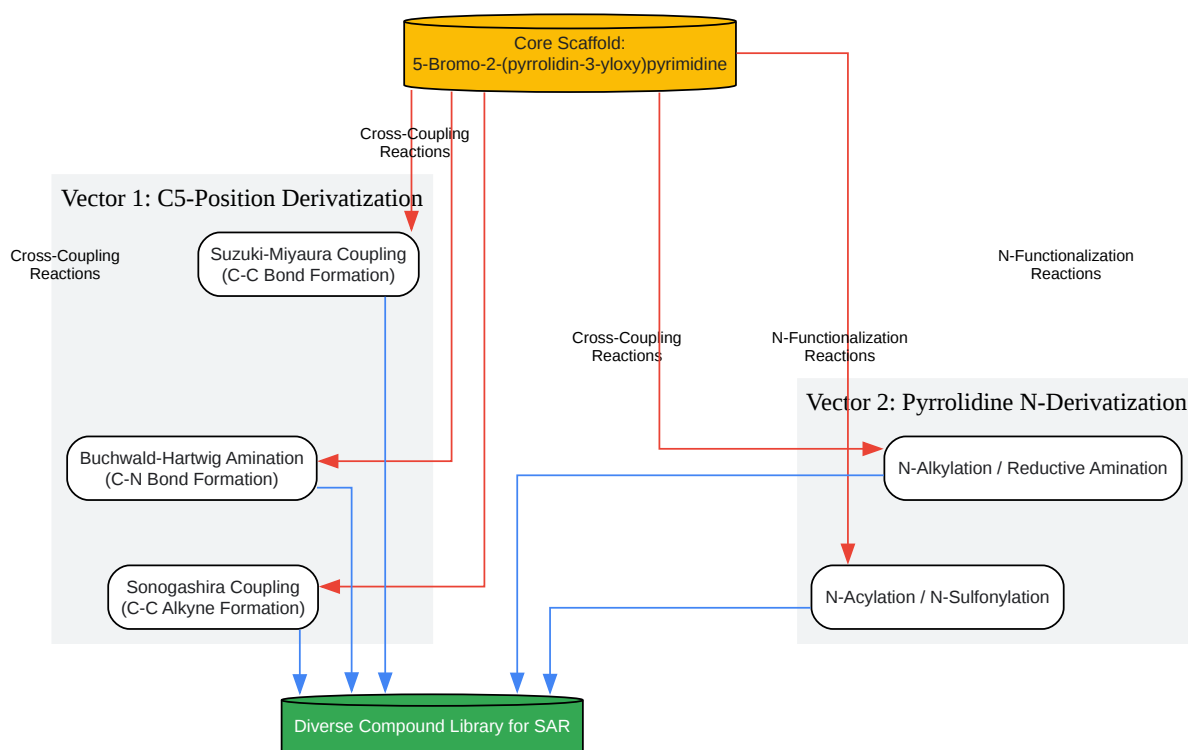 Core Scaffold:
5-Bromo-2-(pyrrolidin-3-yloxy)pyrimidine
Cross-Coupling
Reactions
Vector 1: C5-Position Derivatization
Suzuki-Miyaura Coupling
(C-C Bond Formation)
Cross-Coupling
Reactions
N-Functionalization
Reactions
Cross-Coupling
Reactions
N-Functionalization
Reactions
Vector 2: Pyrrolidine N-Derivatization
Buchwald-Hartwig Amination
(C-N Bond Formation)
N-Alkylation / Reductive Amination
Sonogashira Coupling
(C-C Alkyne Formation)
N-Acylation / N-Sulfonylation
Diverse Compound Library for SAR